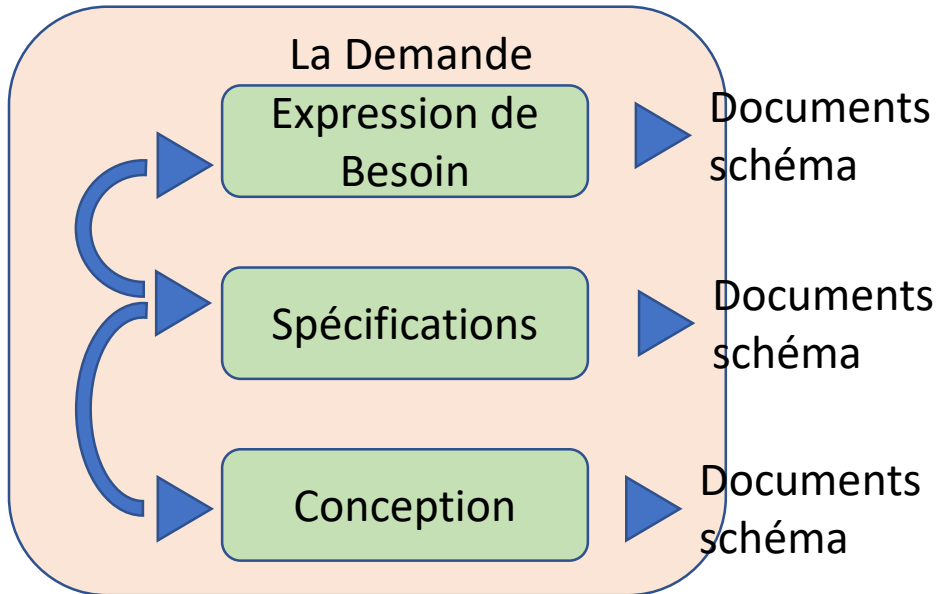 La Demande
Expression de
Besoin
Documents
schéma
Spécifications
Documents
schéma
Conception
Documents
schéma